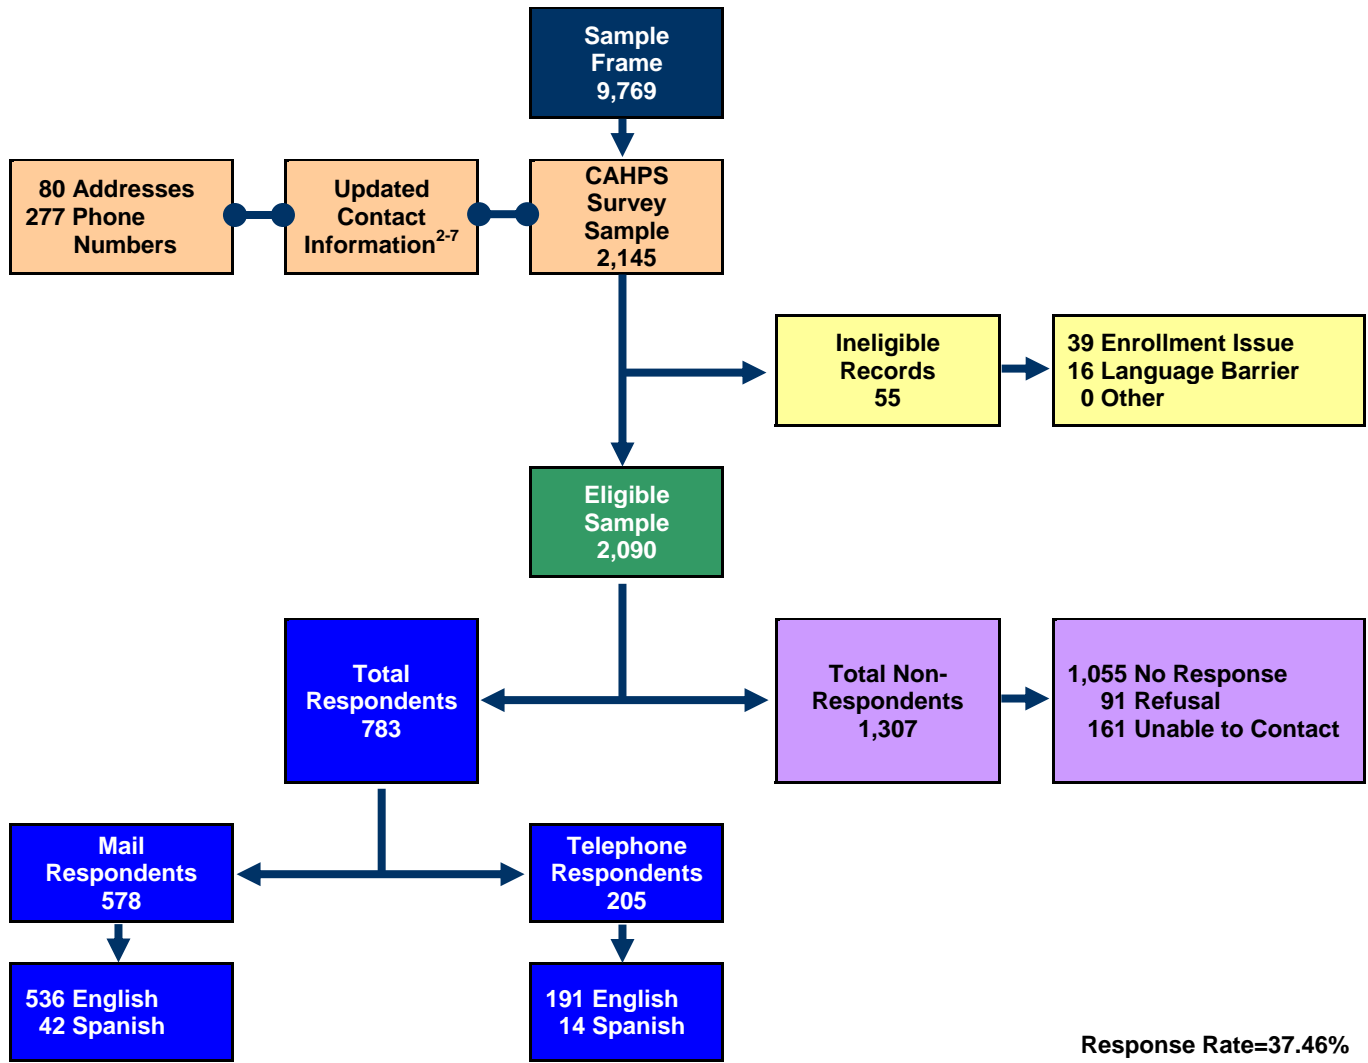 Sample
Frame
9,769
80 Addresses
277 Phone
Numbers
Updated
Contact
Information2-7
CAHPS
Survey
Sample
2,145
Ineligible
Records
55
39 Enrollment Issue
16 Language Barrier
0 Other
Eligible
Sample
2,090
Total
Respondents
783
Total Non-
Respondents
1,307
1,055 No Response
91 Refusal
161 Unable to Contact
Mail
Respondents
578
Telephone
Respondents
205
536 English
42 Spanish
191 English
14 Spanish
Response Rate=37.46%